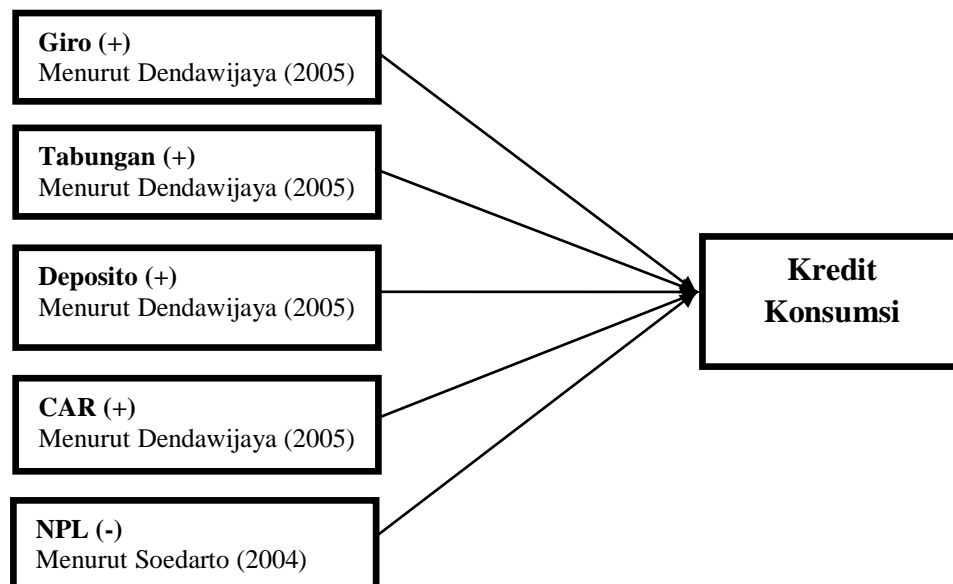 Giro (+)
Menurut Dendawijaya (2005)
Tabungan (+)
Menurut Dendawijaya (2005)
Deposito (+)
Menurut Dendawijaya (2005)
CAR (+)
Menurut Dendawijaya (2005)
NPL (-)
Menurut Soedarto (2004)
Kredit
Konsumsi